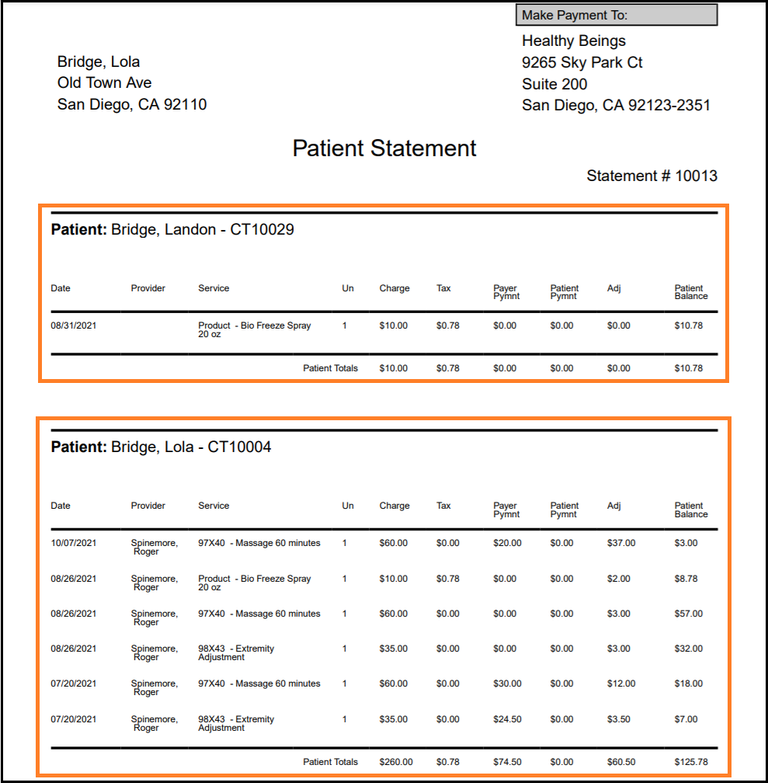 Make Payment To:
Bridge, Lola
Old Town Ave
San Diego, CA 92110
Healthy Beings
9265 Sky Park Ct
Suite 200
San Diego, CA 92123-2351
Patient Statement
Statement # 10013
Patient: Bridge, Landon - CT10029
Date Provider Service Un Charge Tax Payer Pymnt Patient Pymnt Adj Patient Balance
08/31/2021 Product - Bio Freeze Spray 20 oz 1 $10.00 $0.78 $0.00 $0.00 $0.00 $10.78
Patient Totals $10.00 $0.78 $0.00 $0.00 $0.00 $10.78
Patient: Bridge, Lola - CT10004
Date Provider Service Un Charge Tax Payer Pymnt Patient Pymnt Adj Patient Balance
10/07/2021 Spinemore, Roger 97X40 - Massage 60 minutes 1 $60.00 $0.00 $20.00 $0.00 $37.00 $3.00
08/26/2021 Spinemore, Roger Product - Bio Freeze Spray 20 oz 1 $10.00 $0.78 $0.00 $0.00 $2.00 $8.78
08/26/2021 Spinemore, Roger 97X40 - Massage 60 minutes 1 $60.00 $0.00 $0.00 $0.00 $3.00 $57.00
08/26/2021 Spinemore, Roger 98X43 - Extremity Adjustment 1 $35.00 $0.00 $0.00 $0.00 $3.00 $32.00
07/20/2021 Spinemore, Roger 97X40 - Massage 60 minutes 1 $60.00 $0.00 $30.00 $0.00 $12.00 $18.00
07/20/2021 Spinemore, Roger 98X43 - Extremity Adjustment 1 $35.00 $0.00 $24.50 $0.00 $3.50 $7.00
Patient Totals $260.00 $0.78 $74.50 $0.00 $60.50 $125.78